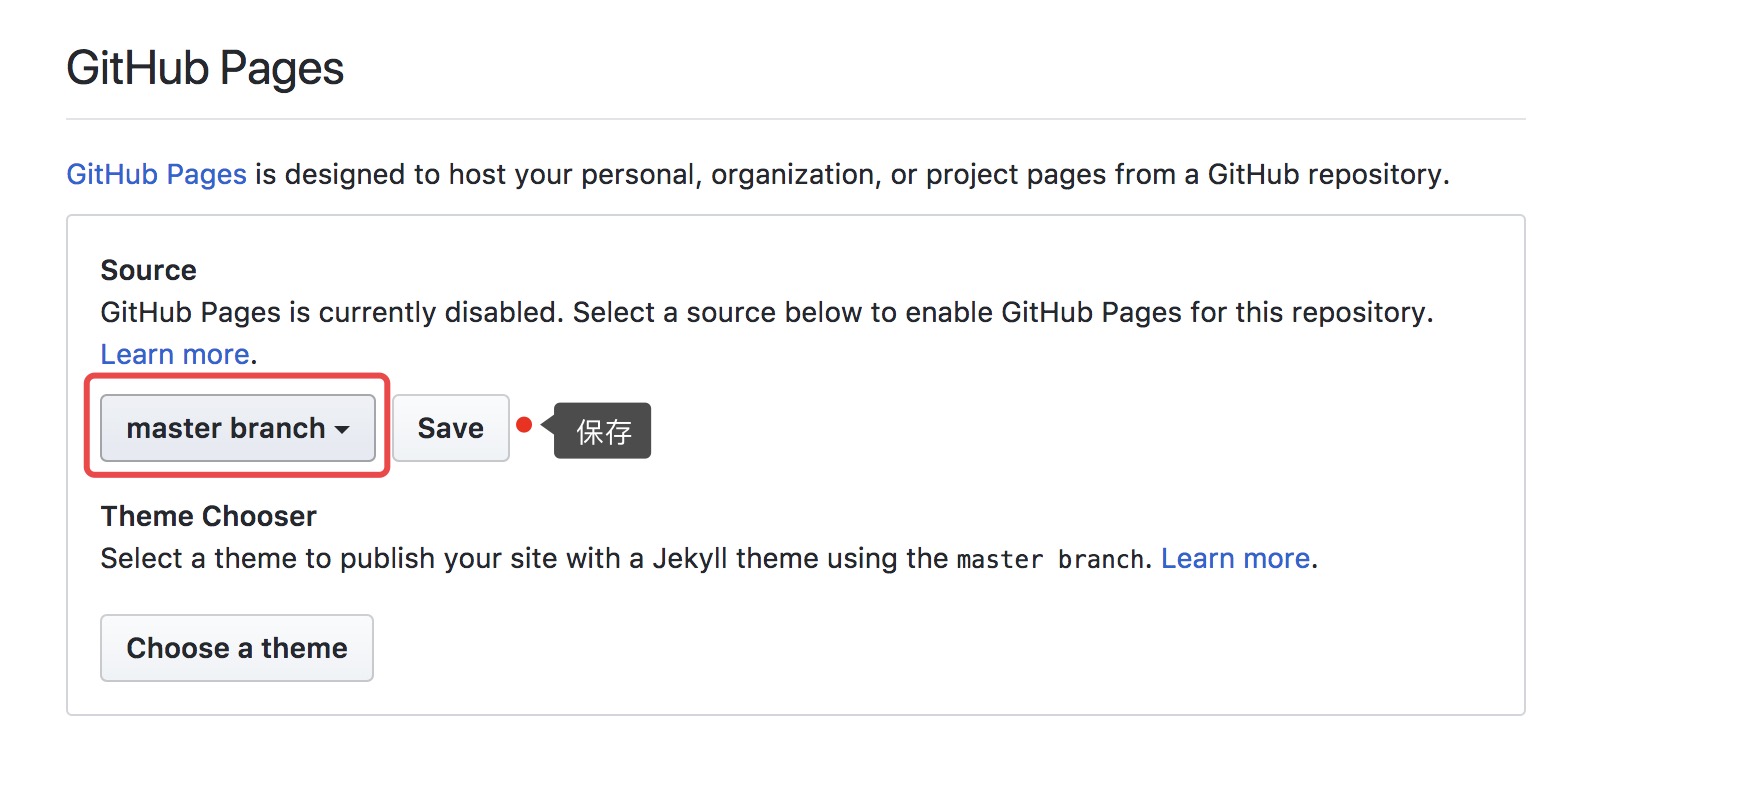 GitHub Pages
GitHub Pages is designed to host your personal, organization, or project pages from a GitHub repository.
Source
GitHub Pages is currently disabled. Select a source below to enable GitHub Pages for this repository.
Learn more.
master branch Save 保存
Theme Chooser
Select a theme to publish your site with a Jekyll theme using the master branch. Learn more.
Choose a theme